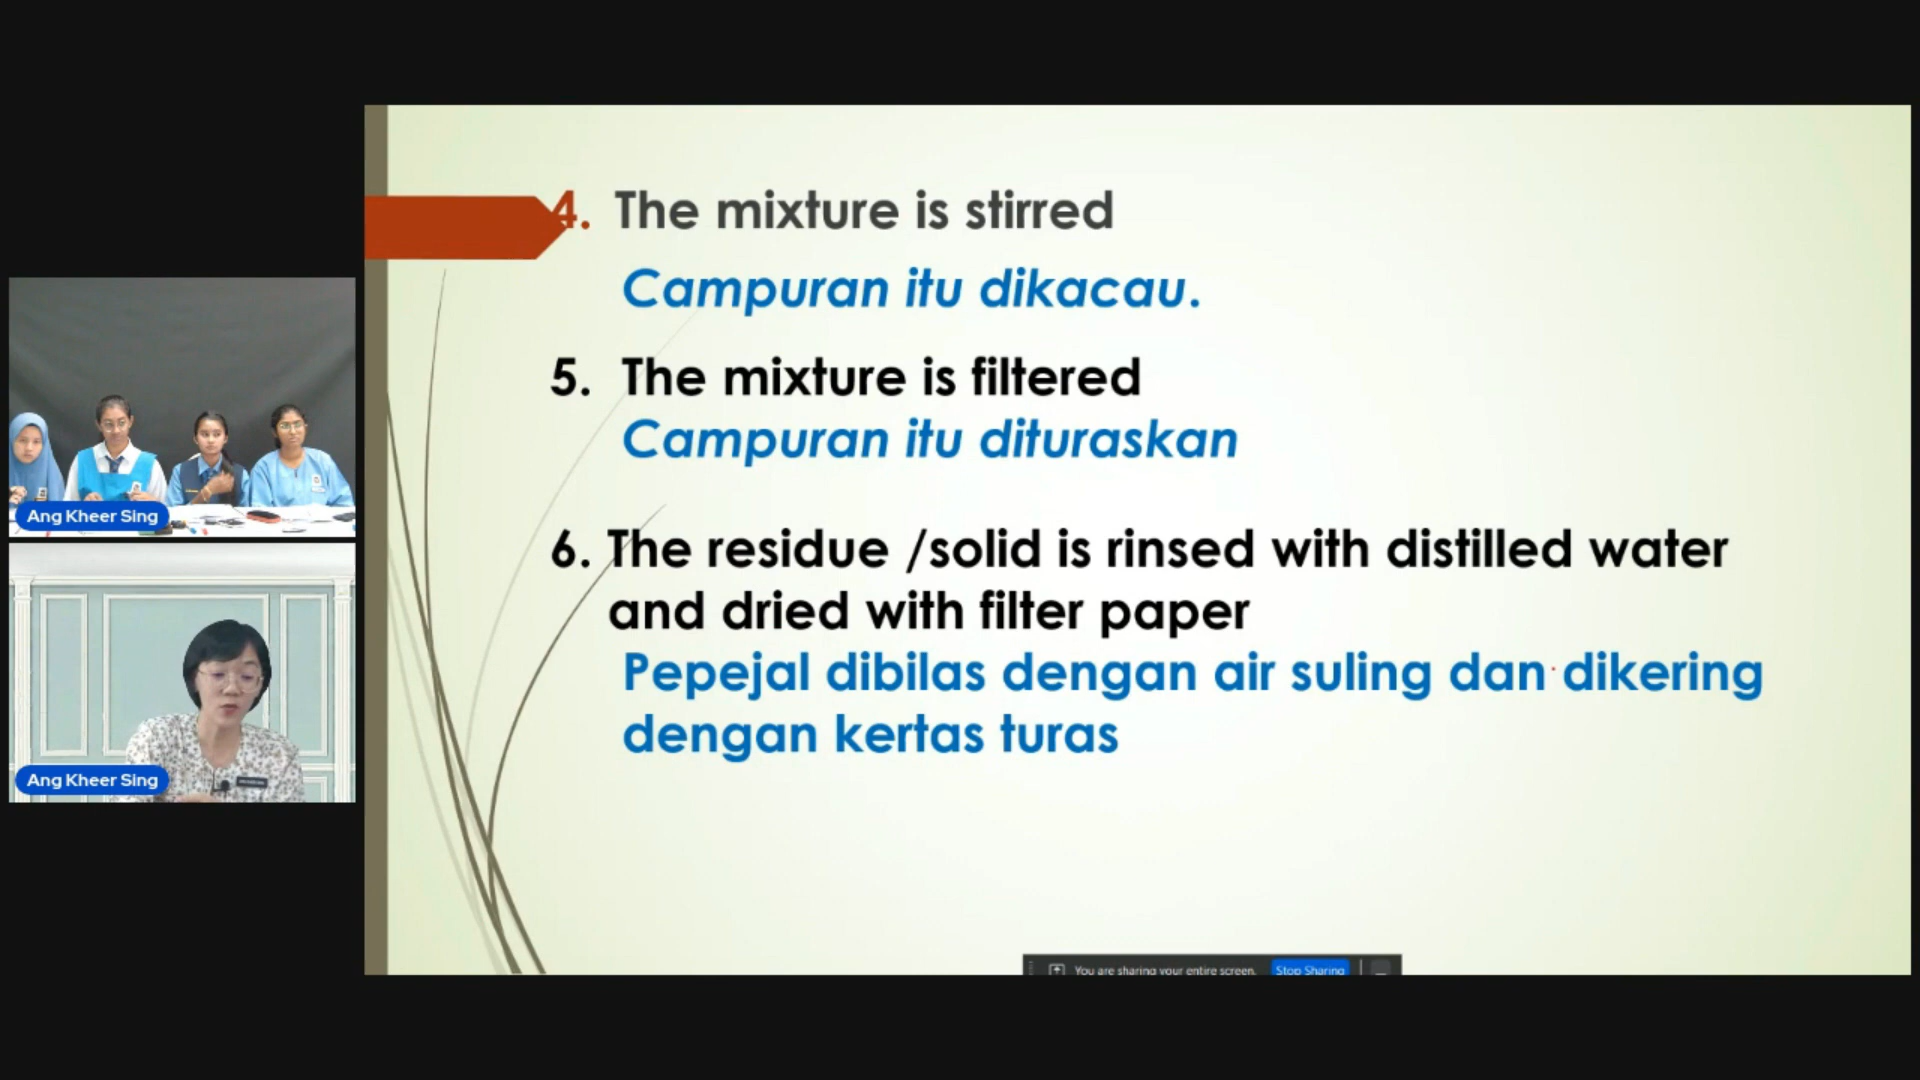 4. The mixture is stirred
Campuran itu dikacau.
5. The mixture is filtered
Campuran itu dituraskan
6. The residue /solid is rinsed with distilled water
and dried with filter paper
Pepejal dibilas dengan air suling dan dikering
dengan kertas turas
Ang Kheer Sing
Ang Kheer Sing
You are sharing your entire screen.
Stop Sharing